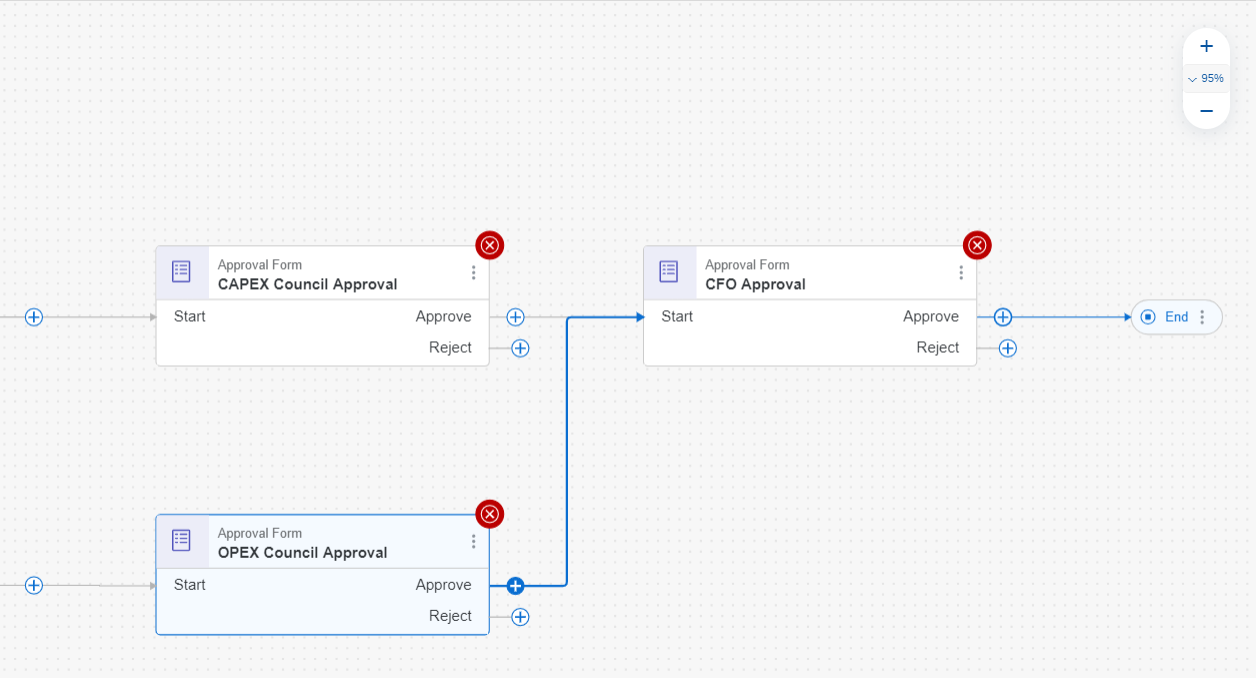 95%
Approval Form
CAPEX Council Approval
Start
Approve
Reject
Approval Form
CFO Approval
Start
Approve
Reject
End
Approval Form
OPEX Council Approval
Start
Approve
Reject